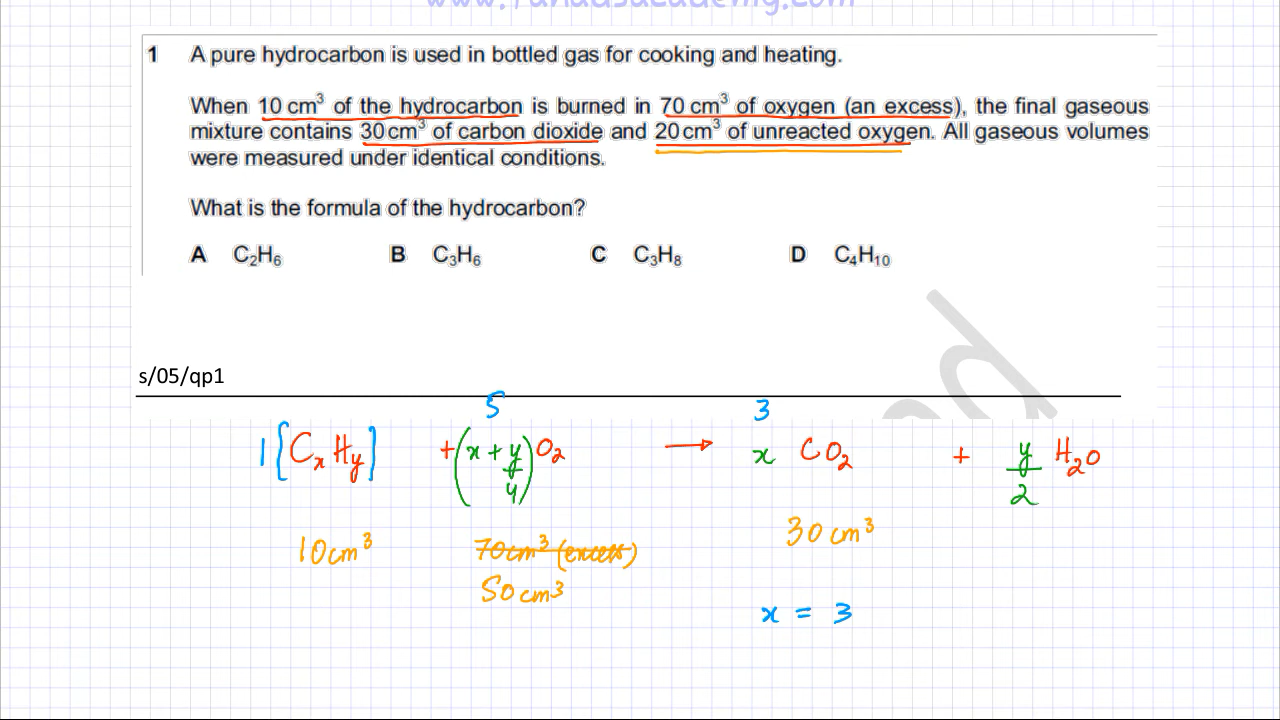 www.fahadsacademy.com
1 A pure hydrocarbon is used in bottled gas for cooking and heating.
When 10 cm³ of the hydrocarbon is burned in 70 cm³ of oxygen (an excess), the final gaseous
mixture contains 30 cm³ of carbon dioxide and 20 cm³ of unreacted oxygen. All gaseous volumes
were measured under identical conditions.
What is the formula of the hydrocarbon?
A C₂H₆ B C₃H₆ C C₃H₈ D C₄H₁₀
s/05/qp1
5 3
1[CxHy] + (x + y/4) O₂ → x CO₂ + y/2 H₂O
10cm³ 70cm³ (excess) 30 cm³
50 cm³
x = 3